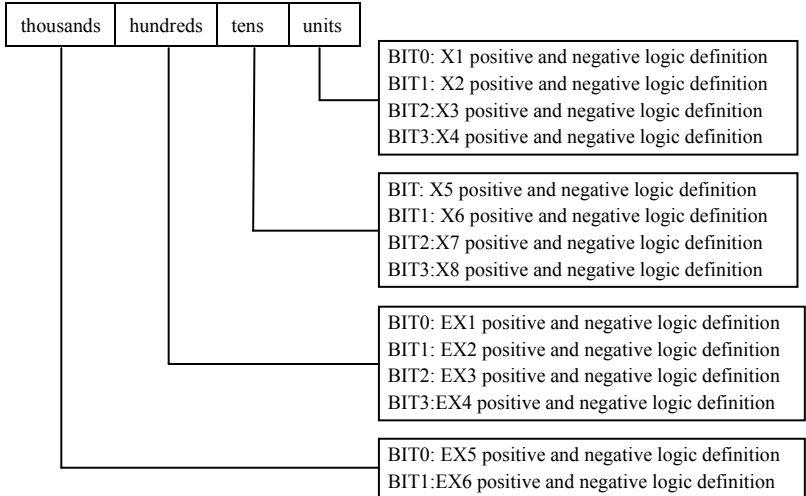 thousands hundreds tens units
BIT0: X1 positive and negative logic definition
BIT1: X2 positive and negative logic definition
BIT2:X3 positive and negative logic definition
BIT3:X4 positive and negative logic definition
BIT: X5 positive and negative logic definition
BIT1: X6 positive and negative logic definition
BIT2:X7 positive and negative logic definition
BIT3:X8 positive and negative logic definition
BIT0: EX1 positive and negative logic definition
BIT1: EX2 positive and negative logic definition
BIT2: EX3 positive and negative logic definition
BIT3:EX4 positive and negative logic definition
BIT0: EX5 positive and negative logic definition
BIT1:EX6 positive and negative logic definition